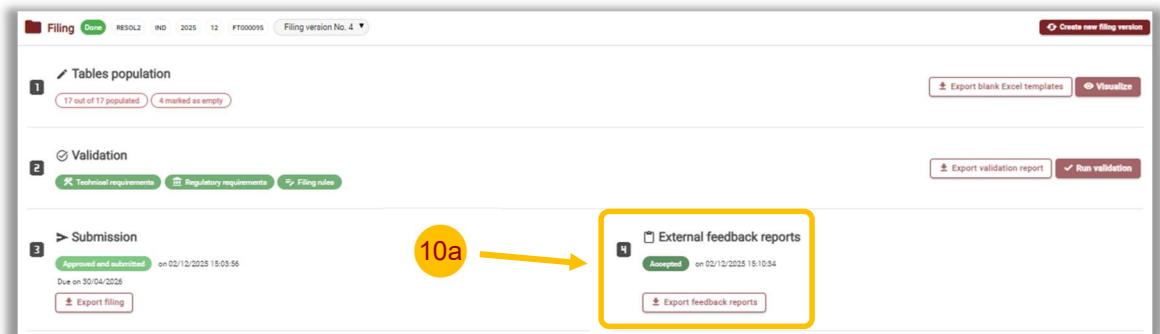 Filing Done RESOL2 IND 2025 12 FT000095 Filing version No. 4 Create new filing version
1 Tables population
17 out of 17 populated 4 marked as empty
Export blank Excel templates Visualize
2 Validation
Technical requirements Regulatory requirements Filing rules
Export validation report Run validation
3 Submission
Approved and submitted on 02/12/2025 15:03:56
Due on 30/04/2026
Export filing
10a
4 External feedback reports
Accepted on 02/12/2025 15:10:34
Export feedback reports